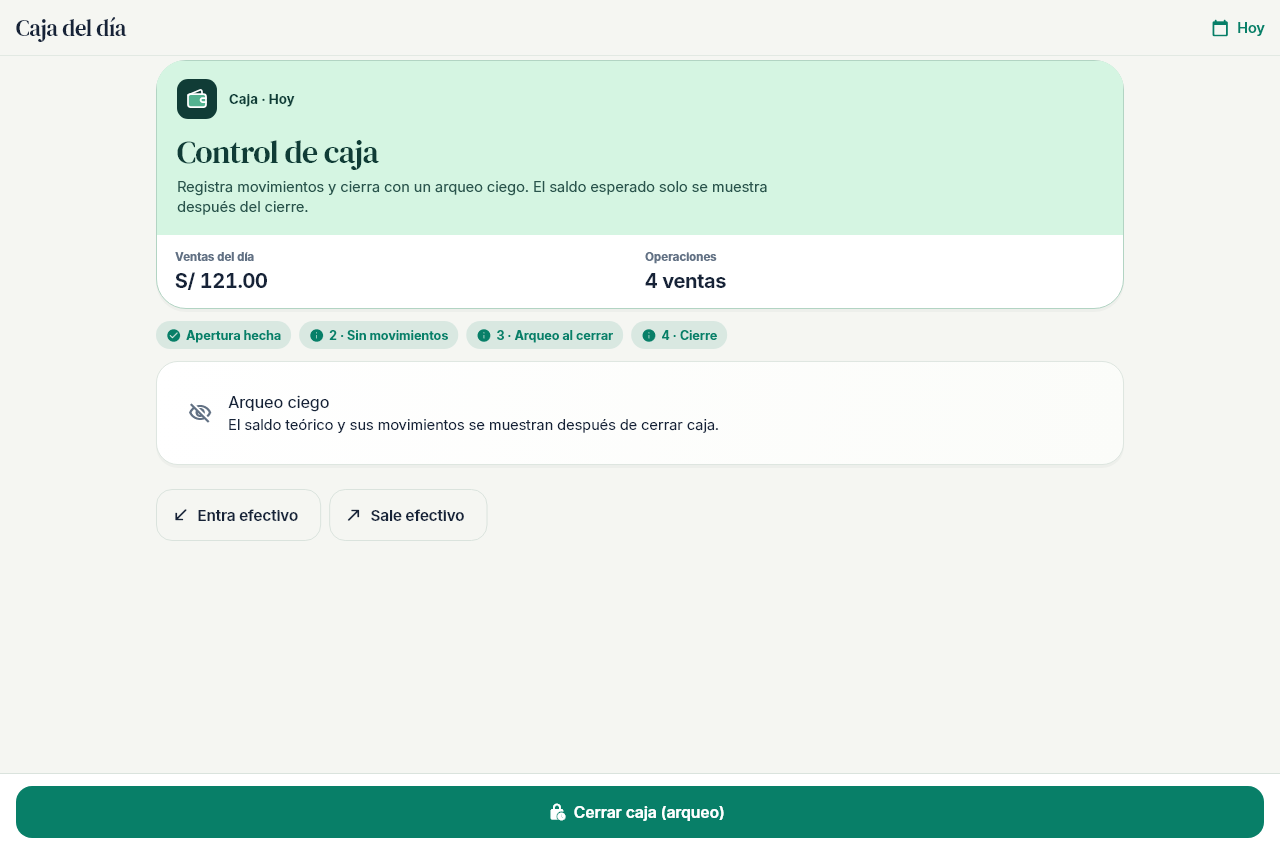 Caja del día
Hoy
Caja · Hoy
Control de caja
Registra movimientos y cierra con un arqueo ciego. El saldo esperado solo se muestra
después del cierre.
Ventas del día
S/ 121.00
Operaciones
4 ventas
Apertura hecha
2 · Sin movimientos
3 · Arqueo al cerrar
4 · Cierre
Arqueo ciego
El saldo teórico y sus movimientos se muestran después de cerrar caja.
Entra efectivo
Sale efectivo
Cerrar caja (arqueo)